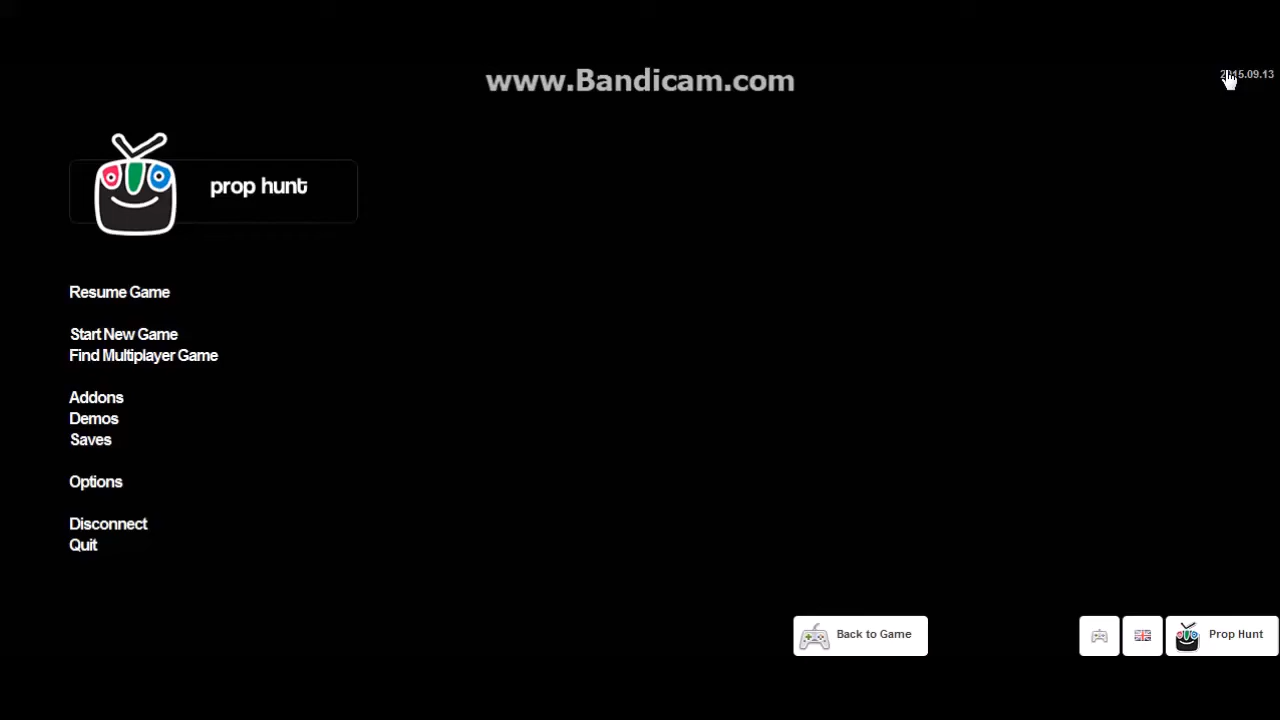 www.Bandicam.com
prop hunt
Resume Game
Start New Game
Find Multiplayer Game
Addons
Demos
Saves
Options
Disconnect
Quit
Back to Game
Prop Hunt